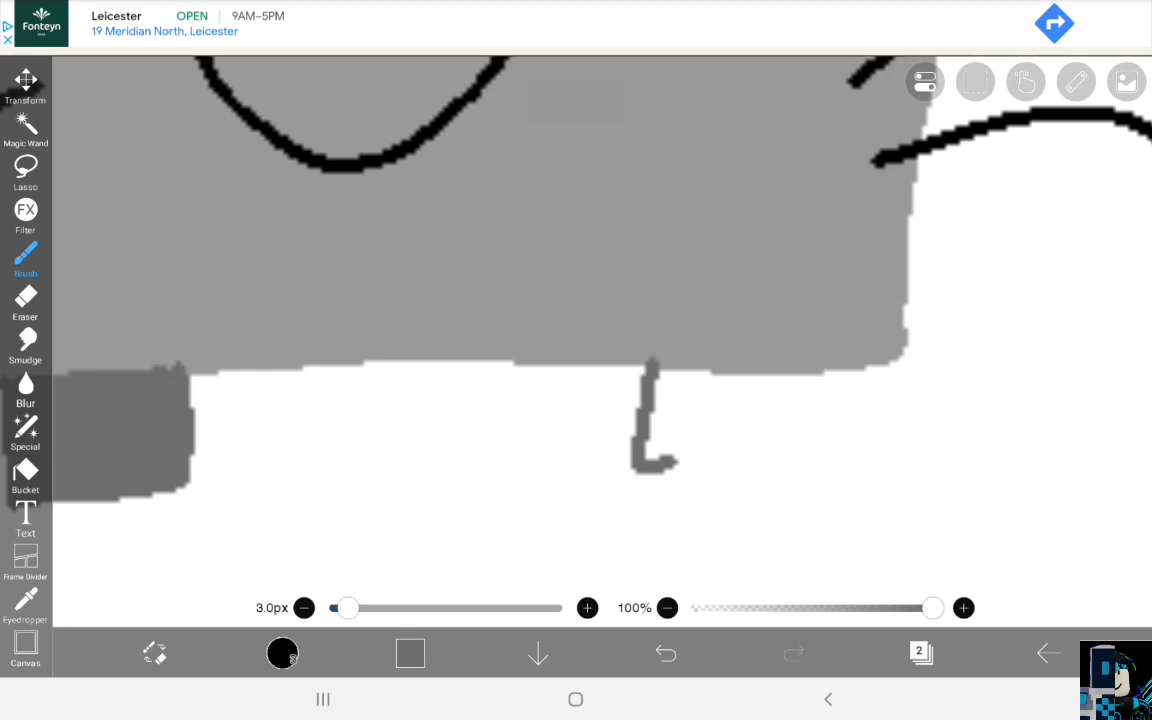 Fonteyn
Leicester OPEN 9AM–5PM
19 Meridian North, Leicester
Transform
Magic Wand
Lasso
FX
Filter
Brush
Eraser
Smudge
Blur
Special
Bucket
T
Text
Frame Divider
Eyedropper
Canvas
3.0px
100%
2